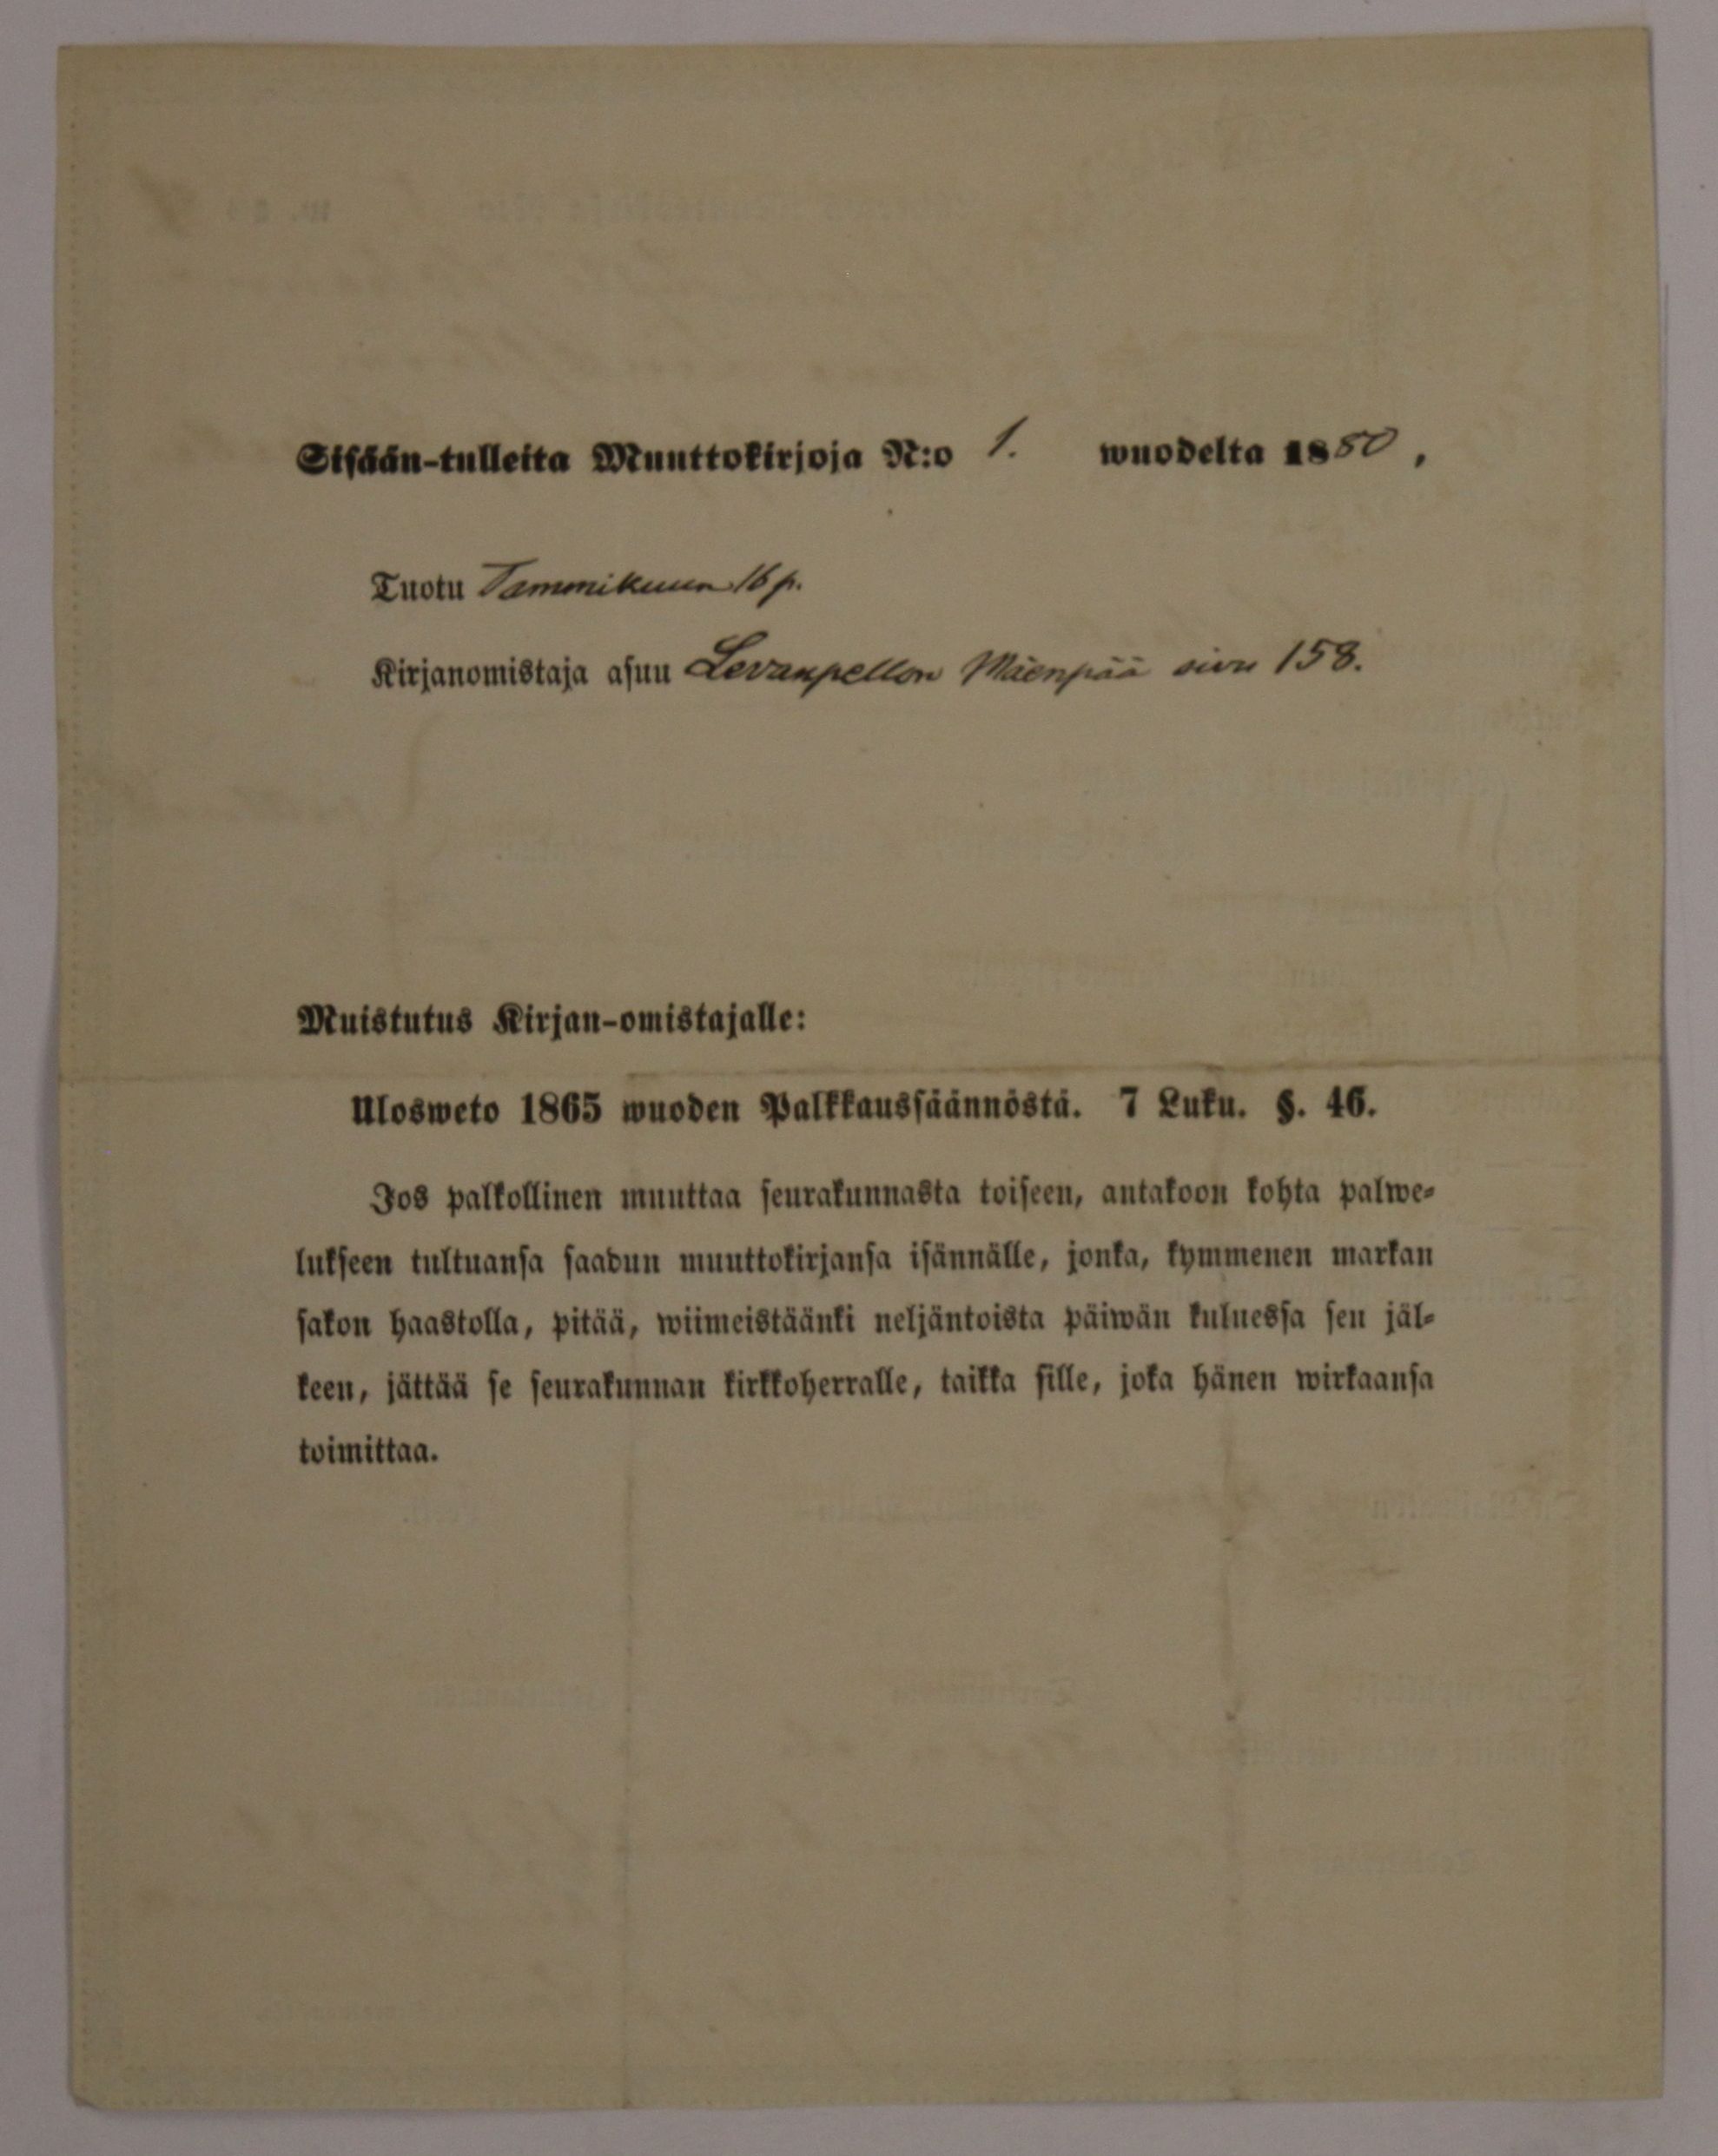 Sisään-tulleita Muuttokirjoja N:o 1. wuodelta 1880,
Tuotu Tammikuun 16 p.
Kirjanomistaja asuu Levanpellon Mäenpää sivu 158.
Muistutus Kirjan-omistajalle:
Ulosweto 1865 wuoden Palkkaussäännöstä. 7 Luku. §. 46.
Jos palkollinen muuttaa seurakunnasta toiseen, antakoon kohta palwe-
lukseen tultuansa saadun muuttokirjansa isännälle, jonka, kymmenen markan
sakon haastolla, pitää, wiimeistäänki neljäntoista päiwän kuluessa sen jäl-
keen, jättää se seurakunnan kirkkoherralle, taikka sille, joka hänen wirkaansa
toimittaa.